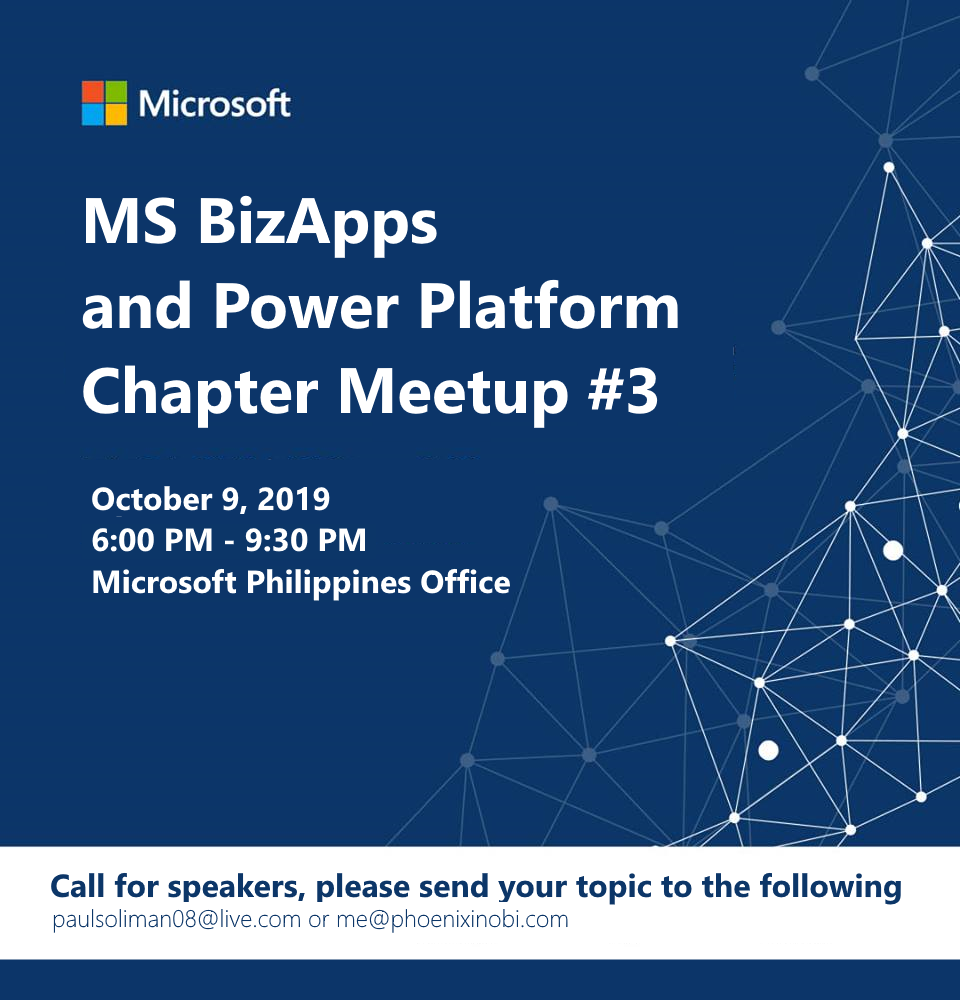 Microsoft
MS BizApps
and Power Platform
Chapter Meetup #3
October 9, 2019
6:00 PM - 9:30 PM
Microsoft Philippines Office
Call for speakers, please send your topic to the following
paulsoliman08@live.com or me@phoenixinobi.com